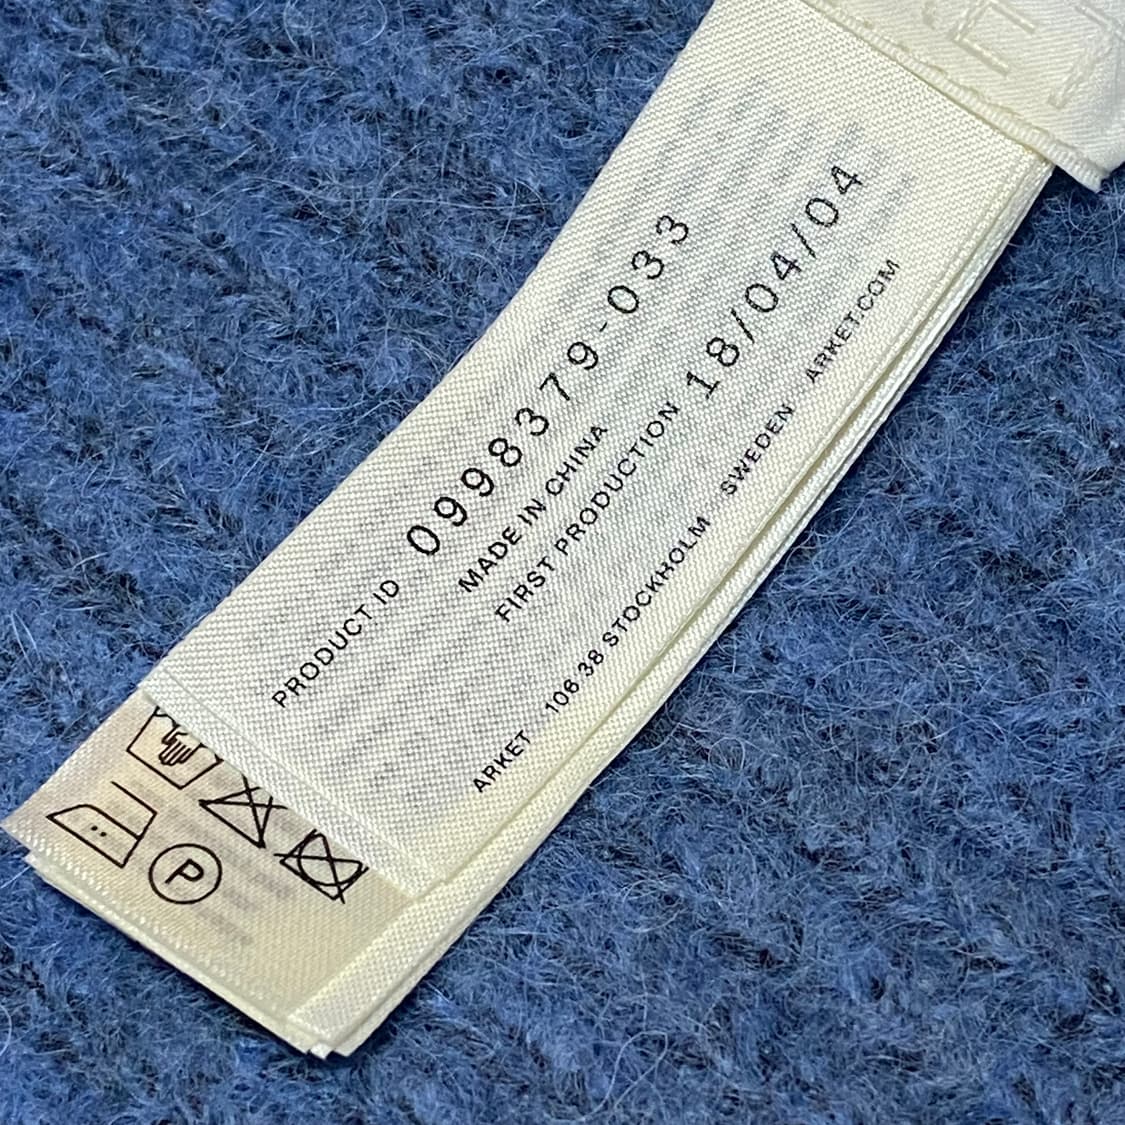 PRODUCT ID 0998379-033
MADE IN CHINA
FIRST PRODUCTION 18/04/04
ARKET 106 38 STOCKHOLM SWEDEN ARKET.COM
P